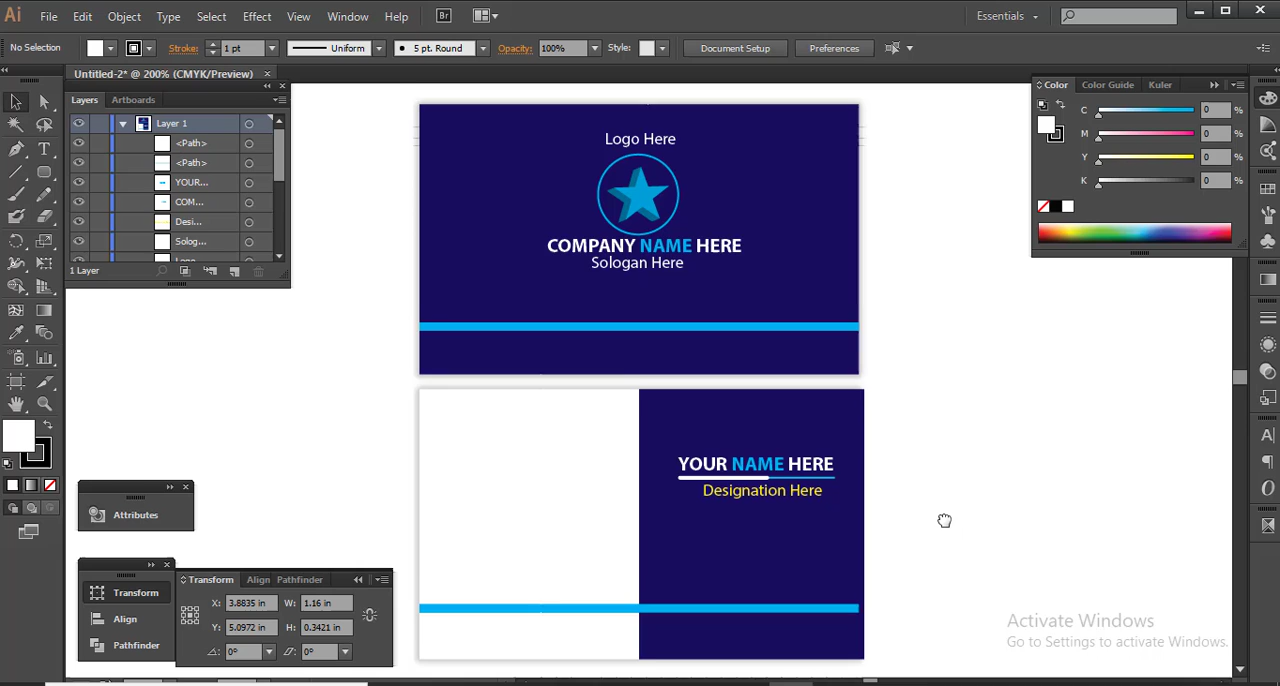 Ai File Edit Object Type Select Effect View Window Help Br Essentials
No Selection Stroke: 1 pt Uniform 5 pt. Round Opacity: 100% Style: Document Setup Preferences
Untitled-2* @ 200% (CMYK/Preview) ×
Layers Artboards
Layer 1
<Path>
<Path>
YOUR...
COM...
Desi...
Solog...
1 Layer
Color Color Guide Kuler
C 0 %
M 0 %
Y 0 %
K 0 %
Logo Here
COMPANY NAME HERE
Sologan Here
YOUR NAME HERE
Designation Here
Attributes
Transform
Align
Pathfinder
Transform Align Pathfinder
X: 3.8835 in W: 1.16 in
Y: 5.0972 in H: 0.3421 in
0° 0°
Activate Windows
Go to Settings to activate Windows.